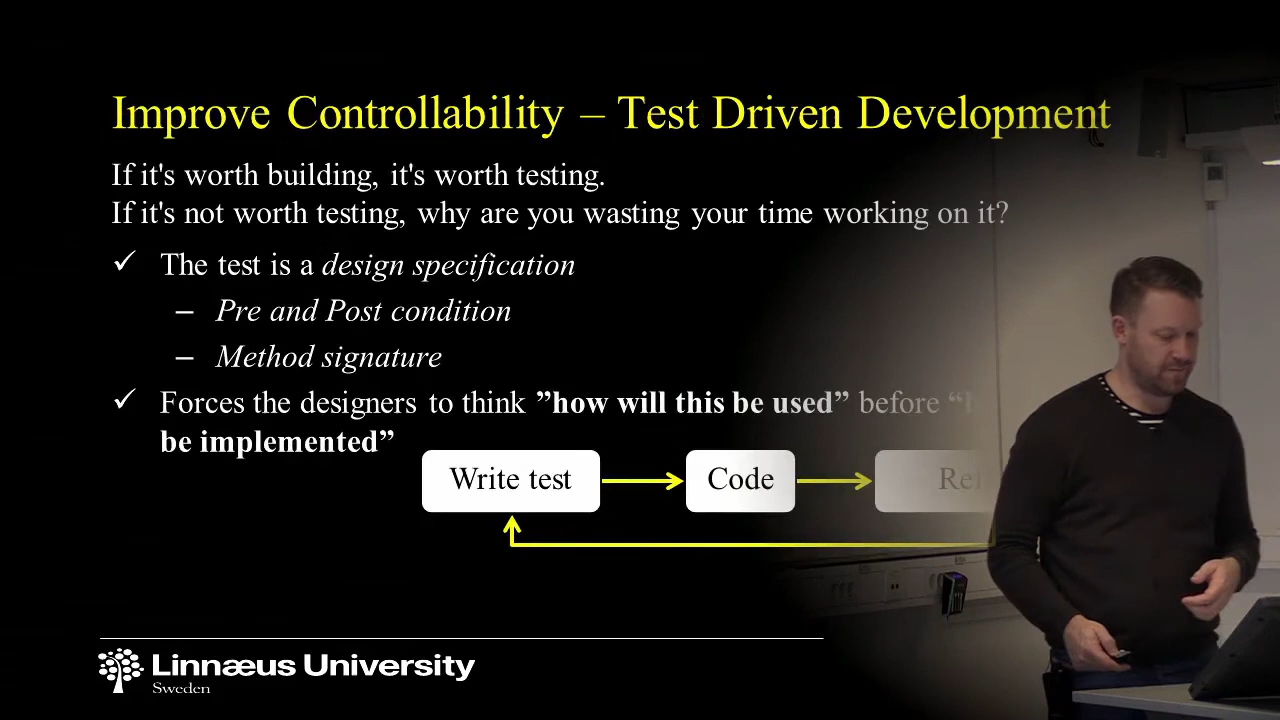 Improve Controllability – Test Driven Development
If it's worth building, it's worth testing.
If it's not worth testing, why are you wasting your time working on it?
✓ The test is a design specification
– Pre and Post condition
– Method signature
✓ Forces the designers to think ”how will this be used” before
be implemented”
Write test
Code
Linnæus University
Sweden